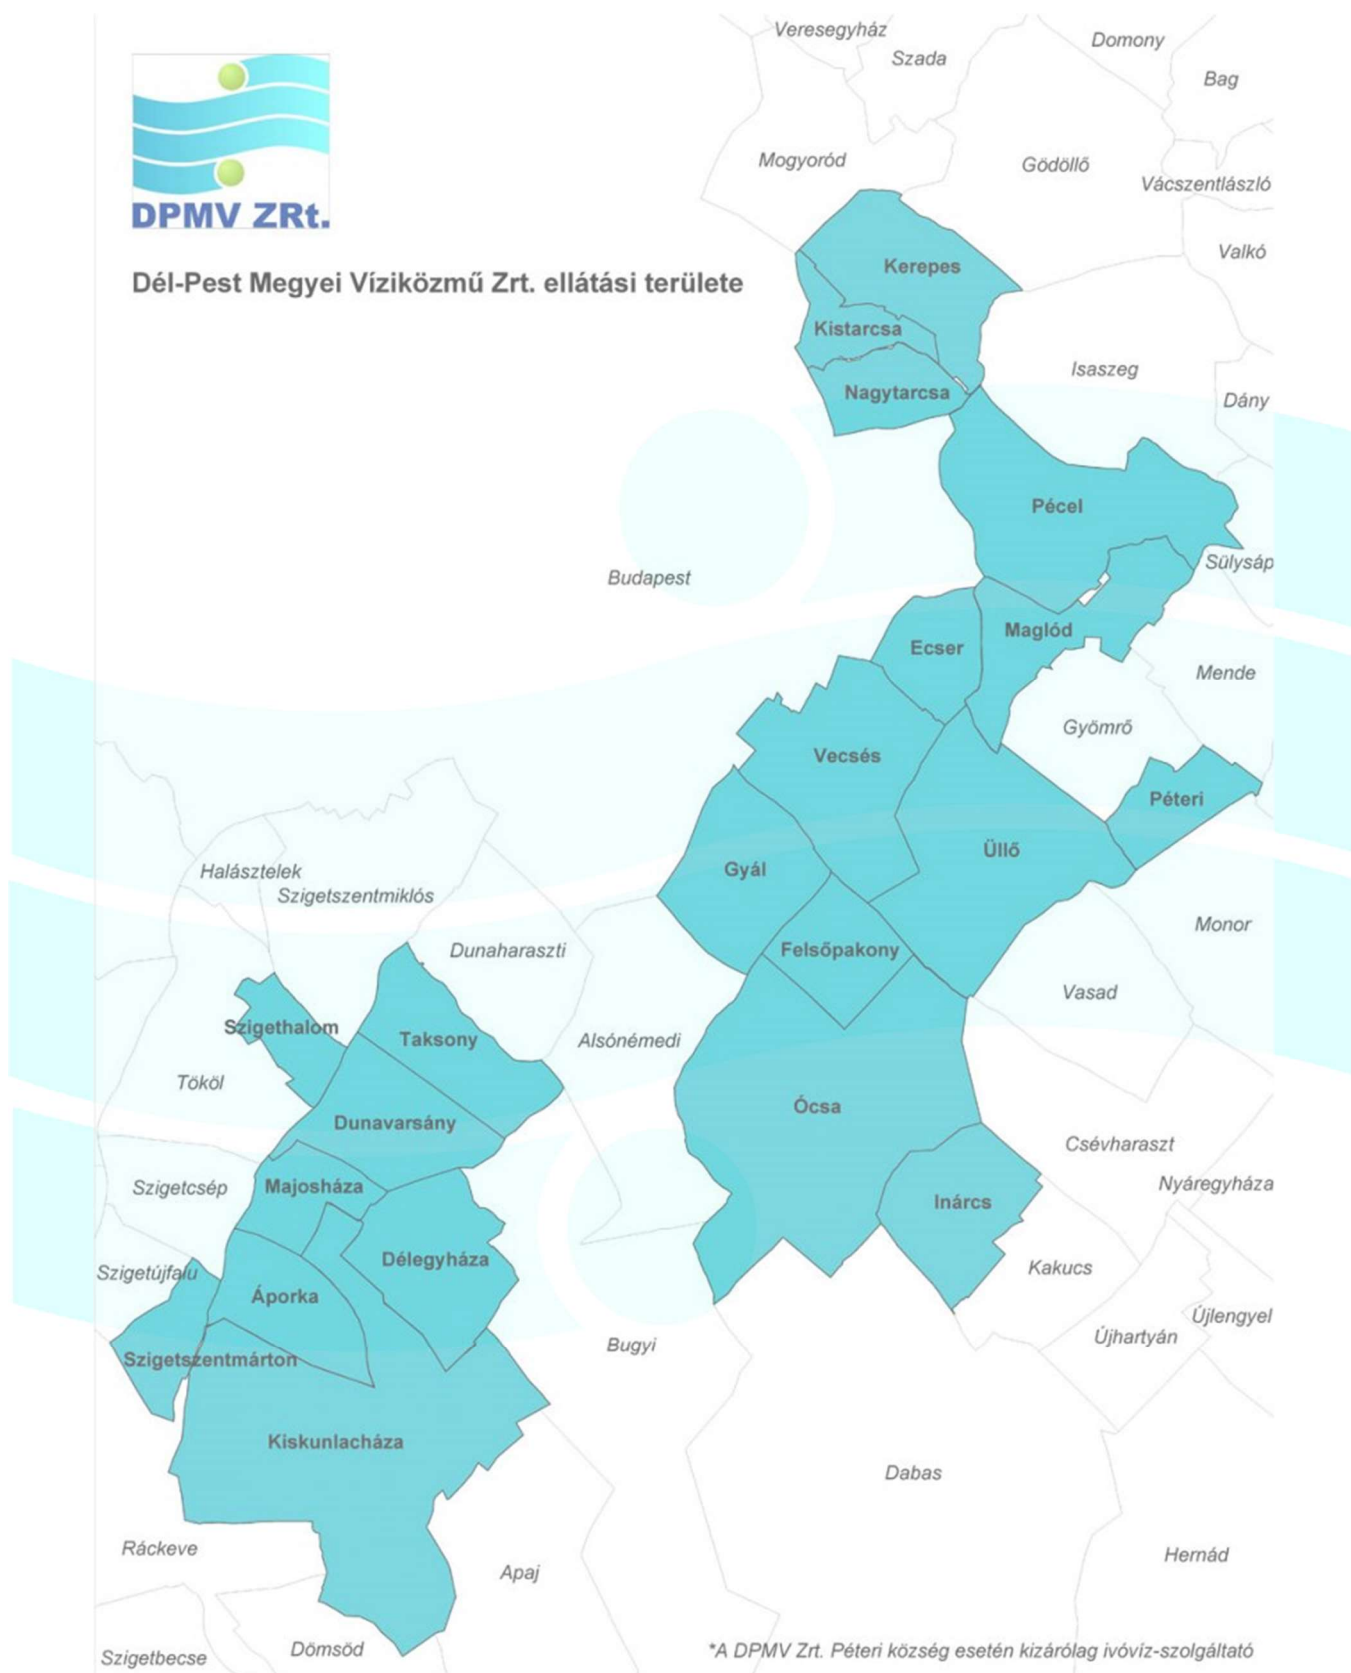 Veresegyház
Szada
Domony
Bag
Mogyoród
Gödöllő
Vácszentlászló
DPMV ZRt.
Valkó
Kerepes
Dél-Pest Megyei Víziközmű Zrt. ellátási területe
Kistarcsa
Isaszeg
Nagytarcsa
Dány
Pécel
Sülysáp
Budapest
Maglód
Ecser
Mende
Gyömrő
Vecsés
Péteri
Üllő
Gyál
Halásztelek
Szigetszentmiklós
Monor
Dunaharaszti
Felsőpakony
Vasad
Szigethalom
Taksony
Alsónémedi
Tököl
Ócsa
Dunavarsány
Csévharaszt
Szigetcsép
Majosháza
Nyáregyháza
Inárcs
Délegyháza
Szigetújfalu
Kakucs
Áporka
Újlengyel
Újhartyán
Bugyi
Szigetszentmárton
Kiskunlacháza
Dabas
Ráckeve
Hernád
Apaj
Dömsöd
Szigetbecse
*A DPMV Zrt. Péteri község esetén kizárólag ivóvíz-szolgáltató